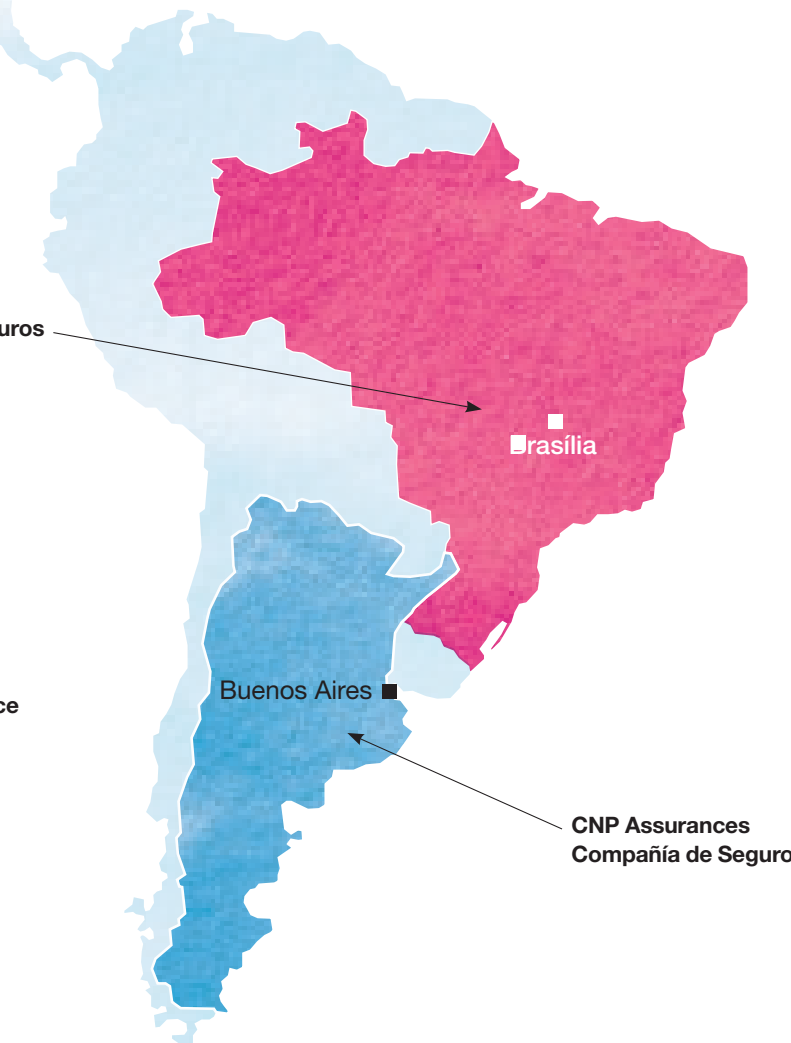 uros
Brasília
Buenos Aires
ce
CNP Assurances
Compañía de Seguro